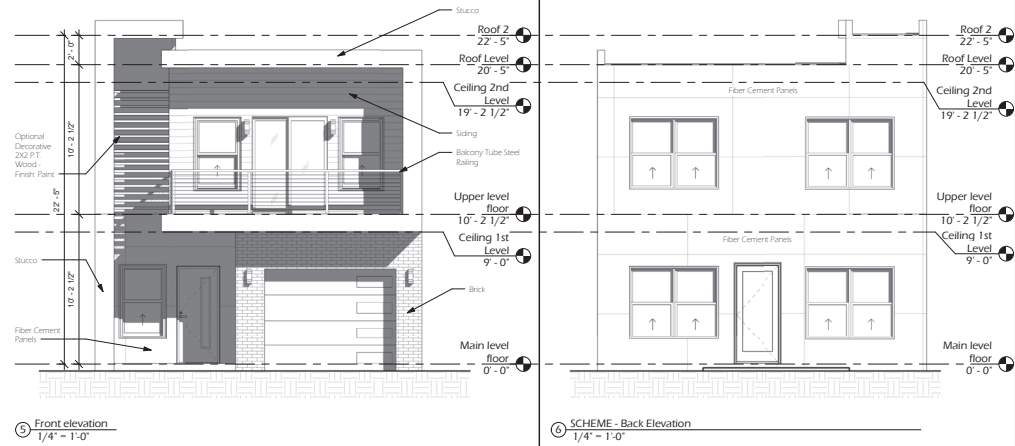 Stucco
Roof 2
22' - 5"
Roof Level
20' - 5"
Ceiling 2nd
Level
19' - 2 1/2"
Siding
Balcony Tube Steel
Railing
Upper level
floor
10' - 2 1/2"
Ceiling 1st
Level
9' - 0"
Brick
Main level
floor
0' - 0"
2' - 0"
10' - 2 1/2"
22' - 5"
10' - 2 1/2"
Optional
Decorative
2X2 P.T.
Wood -
Finish: Paint
Stucco
Fiber Cement
Panels
5
Front elevation
1/4" = 1'-0"
Roof 2
22' - 5"
Roof Level
20' - 5"
Ceiling 2nd
Level
19' - 2 1/2"
Fiber Cement Panels
Upper level
floor
10' - 2 1/2"
Fiber Cement Panels
Ceiling 1st
Level
9' - 0"
Main level
floor
0' - 0"
6
SCHEME - Back Elevation
1/4" = 1'-0"